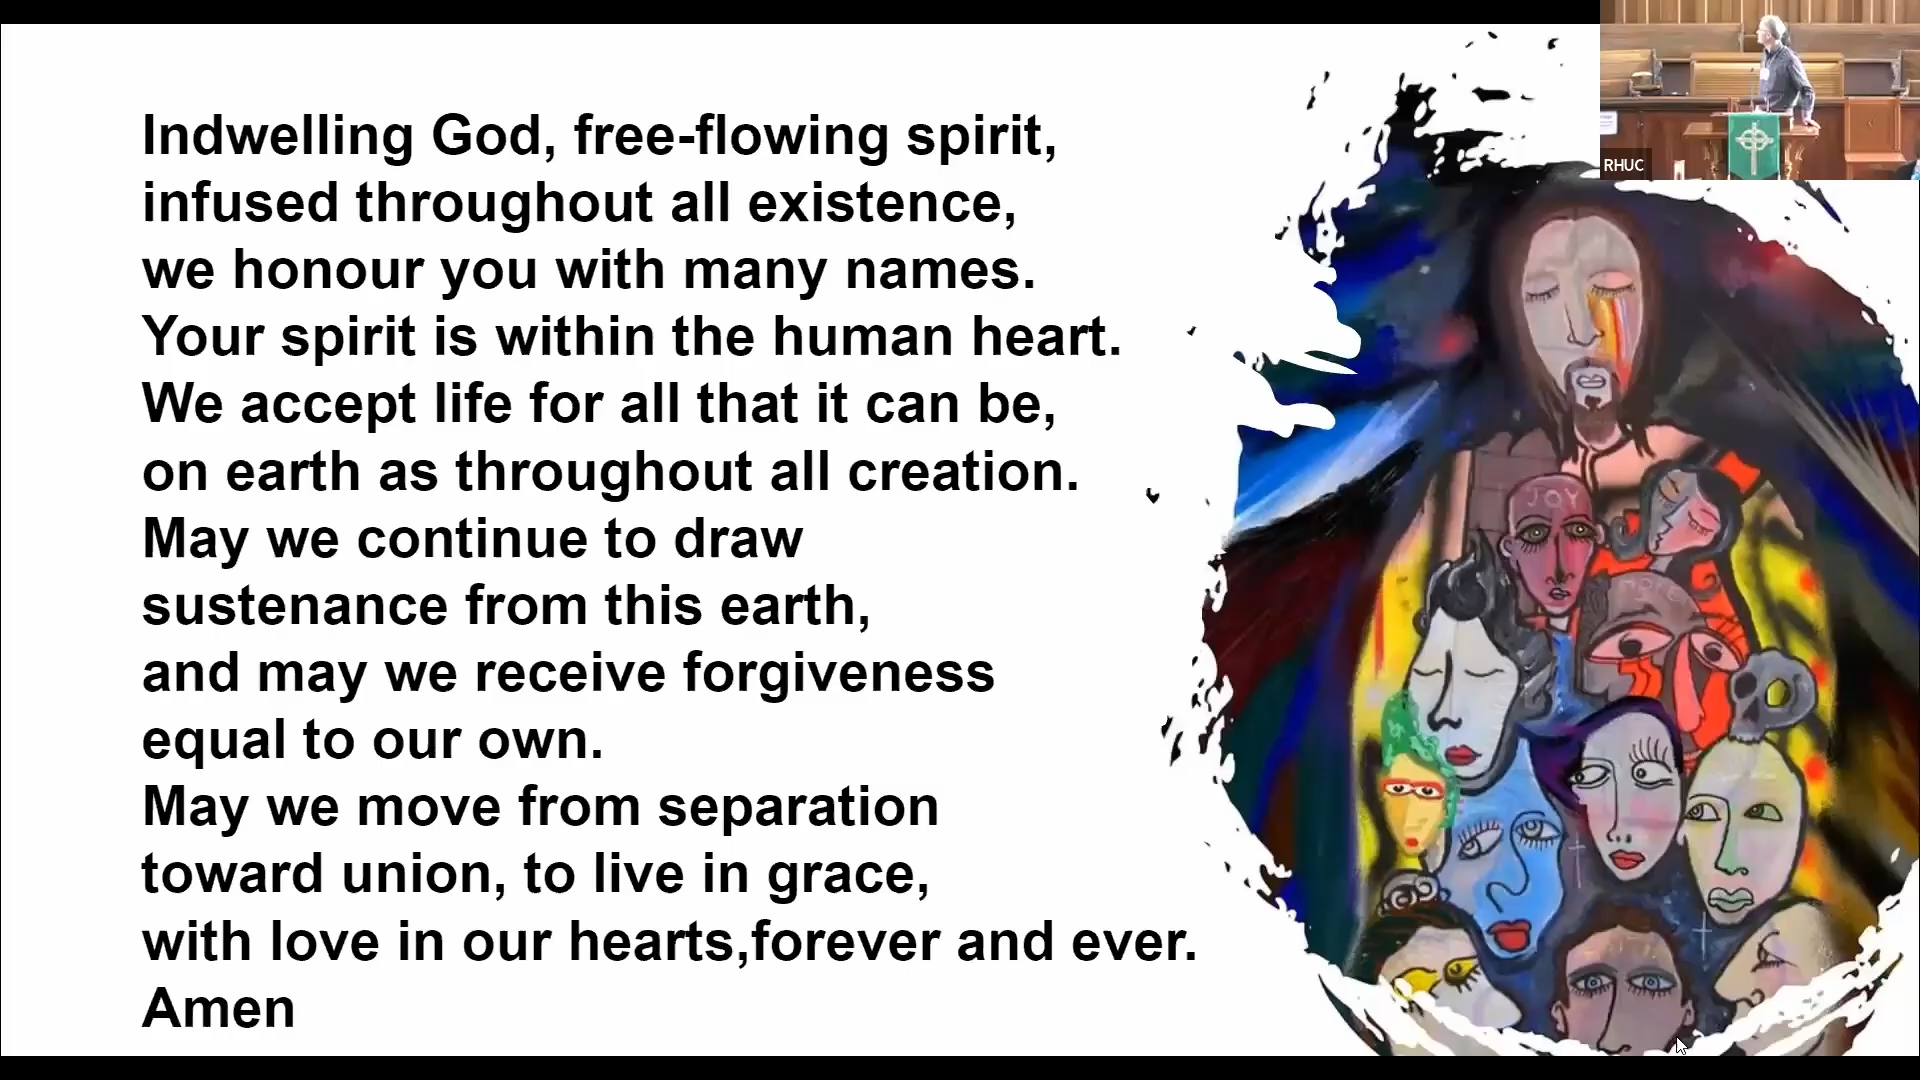 Indwelling God, free-flowing spirit,
infused throughout all existence,
we honour you with many names.
Your spirit is within the human heart.
We accept life for all that it can be,
on earth as throughout all creation.
May we continue to draw
sustenance from this earth,
and may we receive forgiveness
equal to our own.
May we move from separation
toward union, to live in grace,
with love in our hearts,forever and ever.
Amen
RHUC
JOY